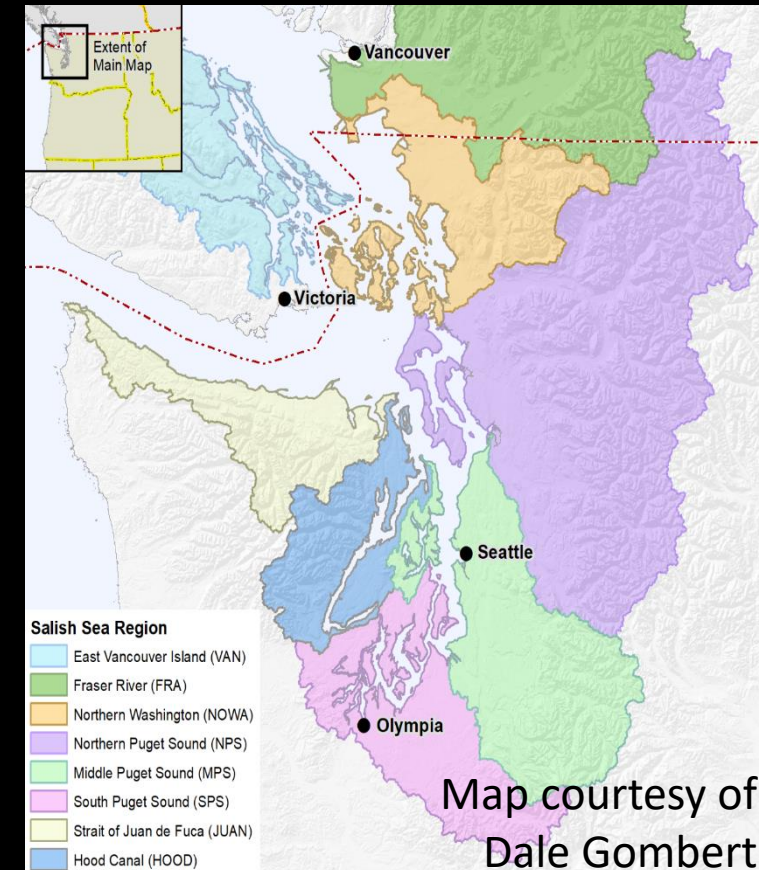 Extent of
Main Map
Vancouver
Victoria
Seattle
Olympia
Salish Sea Region
East Vancouver Island (VAN)
Fraser River (FRA)
Northern Washington (NOWA)
Northern Puget Sound (NPS)
Middle Puget Sound (MPS)
South Puget Sound (SPS)
Strait of Juan de Fuca (JUAN)
Hood Canal (HOOD)
Map courtesy of
Dale Gombert